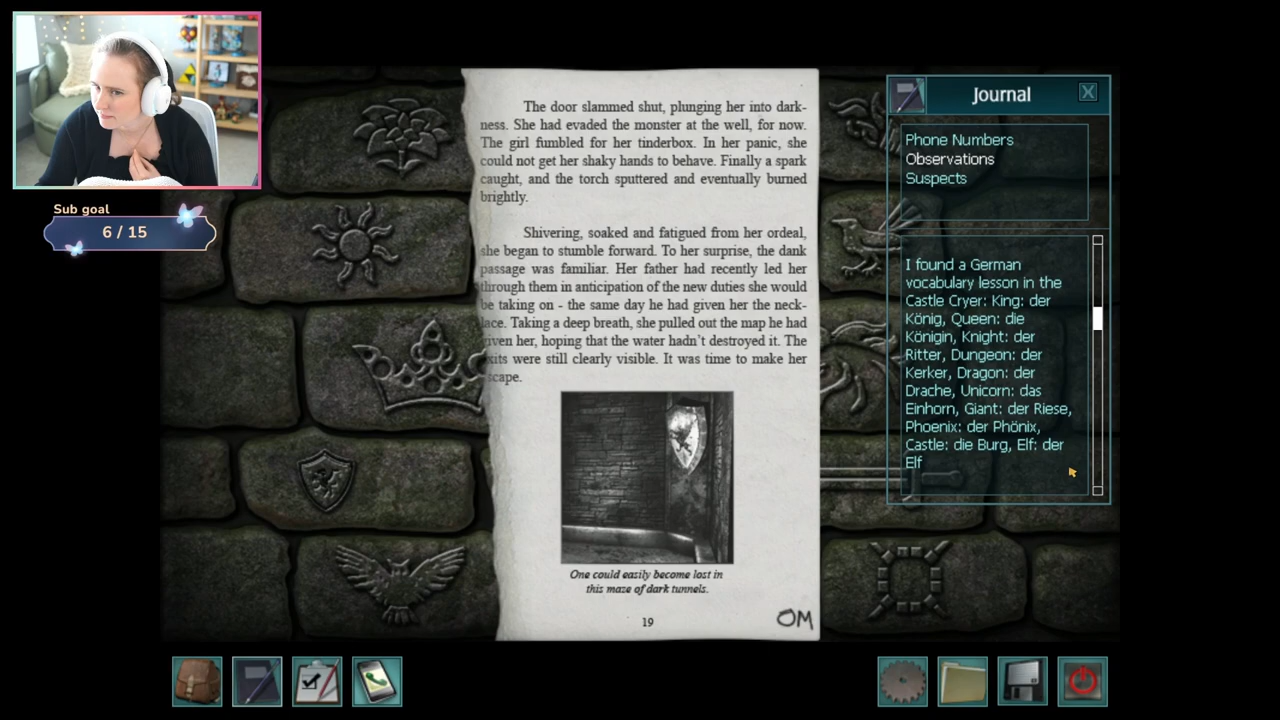 Sub goal
6 / 15
The door slammed shut, plunging her into dark-
ness. She had evaded the monster at the well, for now.
The girl fumbled for her tinderbox. In her panic, she
could not get her shaky hands to behave. Finally a spark
caught, and the torch sputtered and eventually burned
brightly.
Shivering, soaked and fatigued from her ordeal,
she began to stumble forward. To her surprise, the dank
passage was familiar. Her father had recently led her
through them in anticipation of the new duties she would
be taking on - the same day he had given her the neck-
lace. Taking a deep breath, she pulled out the map he had
given her, hoping that the water hadn't destroyed it. The
exits were still clearly visible. It was time to make her
escape.
One could easily become lost in
this maze of dark tunnels.
19
OM
Journal
X
Phone Numbers
Observations
Suspects
I found a German
vocabulary lesson in the
Castle Cryer: King: der
König, Queen: die
Königin, Knight: der
Ritter, Dungeon: der
Kerker, Dragon: der
Drache, Unicorn: das
Einhorn, Giant: der Riese,
Phoenix: der Phönix,
Castle: die Burg, Elf: der
Elf